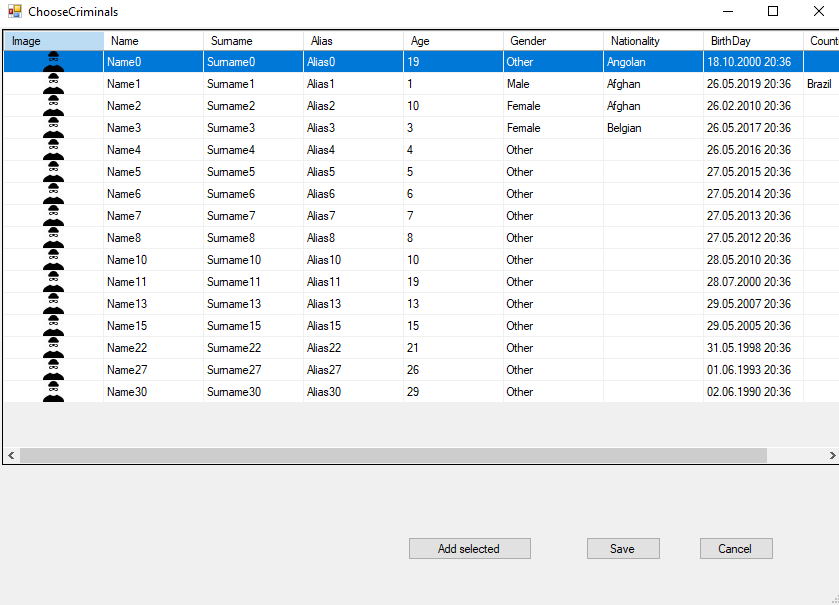 ChooseCriminals
Image Name Surname Alias Age Gender Nationality BirthDay Count
Name0 Surname0 Alias0 19 Other Angolan 18.10.2000 20:36
Name1 Surname1 Alias1 1 Male Afghan 26.05.2019 20:36 Brazil
Name2 Surname2 Alias2 10 Female Afghan 26.02.2010 20:36
Name3 Surname3 Alias3 3 Female Belgian 26.05.2017 20:36
Name4 Surname4 Alias4 4 Other 26.05.2016 20:36
Name5 Surname5 Alias5 5 Other 27.05.2015 20:36
Name6 Surname6 Alias6 6 Other 27.05.2014 20:36
Name7 Surname7 Alias7 7 Other 27.05.2013 20:36
Name8 Surname8 Alias8 8 Other 27.05.2012 20:36
Name10 Surname10 Alias10 10 Other 28.05.2010 20:36
Name11 Surname11 Alias11 19 Other 28.07.2000 20:36
Name13 Surname13 Alias13 13 Other 29.05.2007 20:36
Name15 Surname15 Alias15 15 Other 29.05.2005 20:36
Name22 Surname22 Alias22 21 Other 31.05.1998 20:36
Name27 Surname27 Alias27 26 Other 01.06.1993 20:36
Name30 Surname30 Alias30 29 Other 02.06.1990 20:36
Add selected Save Cancel